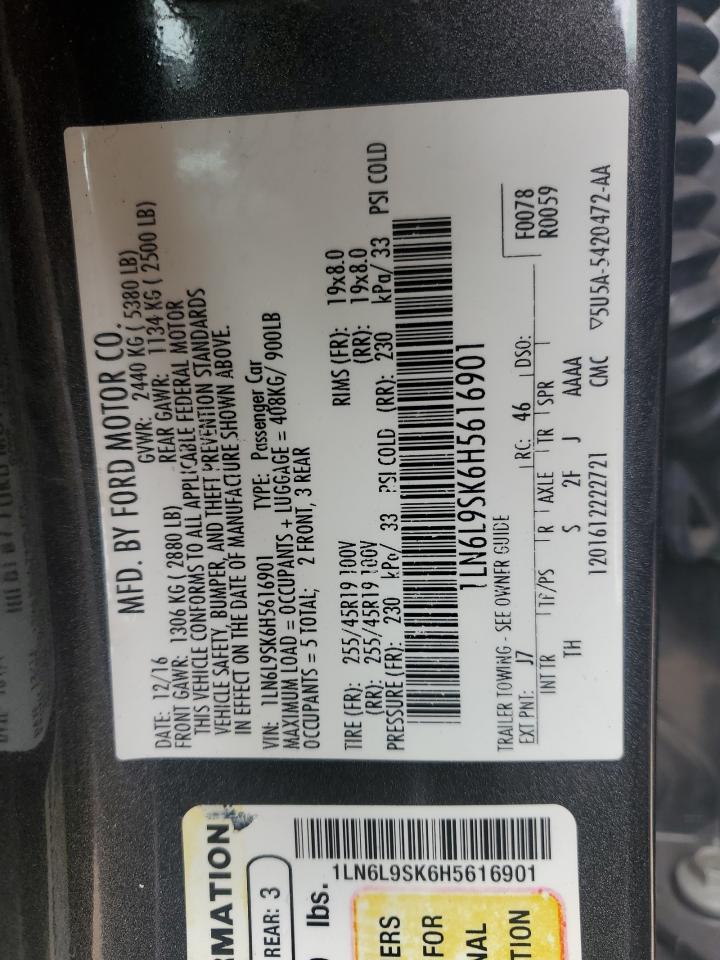 MFD. BY FORD MOTOR CO.
DATE: 12/16 GVWR: 2440 KG ( 5380 LB)
FRONT GAWR: 1306 KG ( 2880 LB) REAR GAWR: 1134 KG ( 2500 LB)
THIS VEHICLE CONFORMS TO ALL APPLICABLE FEDERAL MOTOR
VEHICLE SAFETY, BUMPER, AND THEFT PREVENTION STANDARDS
IN EFFECT ON THE DATE OF MANUFACTURE SHOWN ABOVE.
VIN: 1LN6L9SK6H5616901 TYPE: Passenger Car
MAXIMUM LOAD = OCCUPANTS + LUGGAGE = 408KG/ 900LB
OCCUPANTS = 5 TOTAL; 2 FRONT, 3 REAR
TIRE (FR): 255/45R19 100V RIMS (FR): 19x8.0
(RR): 255/45R19 100V (RR): 19x8.0
PRESSURE (FR): 230 kPa/ 33 PSI COLD (RR): 230 kPa/ 33 PSI COLD
1LN6L9SK6H5616901
TRAILER TOWING - SEE OWNER GUIDE F0078
EXT PNT: J7 RC: 46 DSO: R0059
INT TR TP/PS R AXLE TR SPR
TH S 2F J AAAA
1201612222721 CMC ▽5U5A-5420472-AA
RMATION
REAR: 3
lbs.
1LN6L9SK6H5616901
ERS
FOR
NAL
TION